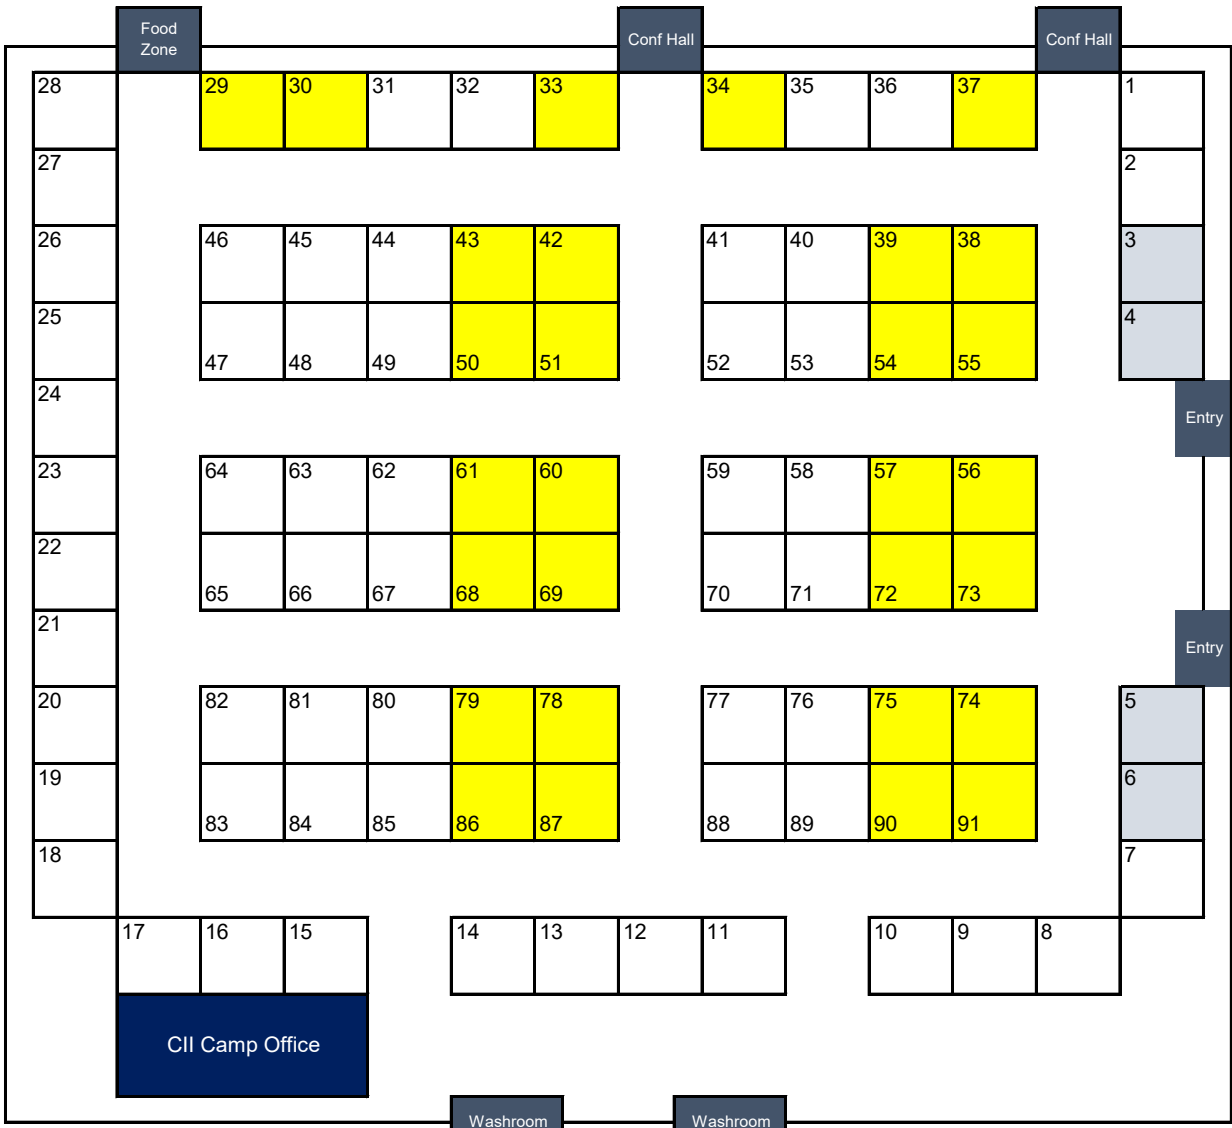 Food
Zone
Conf Hall
Conf Hall
28 29 30 31 32 33 34 35 36 37 1
27 2
26 46 45 44 43 42 41 40 39 38 3
25 4
47 48 49 50 51 52 53 54 55
24
Entry
23 64 63 62 61 60 59 58 57 56
22
65 66 67 68 69 70 71 72 73
21
Entry
20 82 81 80 79 78 77 76 75 74 5
19 6
83 84 85 86 87 88 89 90 91
18 7
17 16 15 14 13 12 11 10 9 8
CII Camp Office
Washroom
Washroom